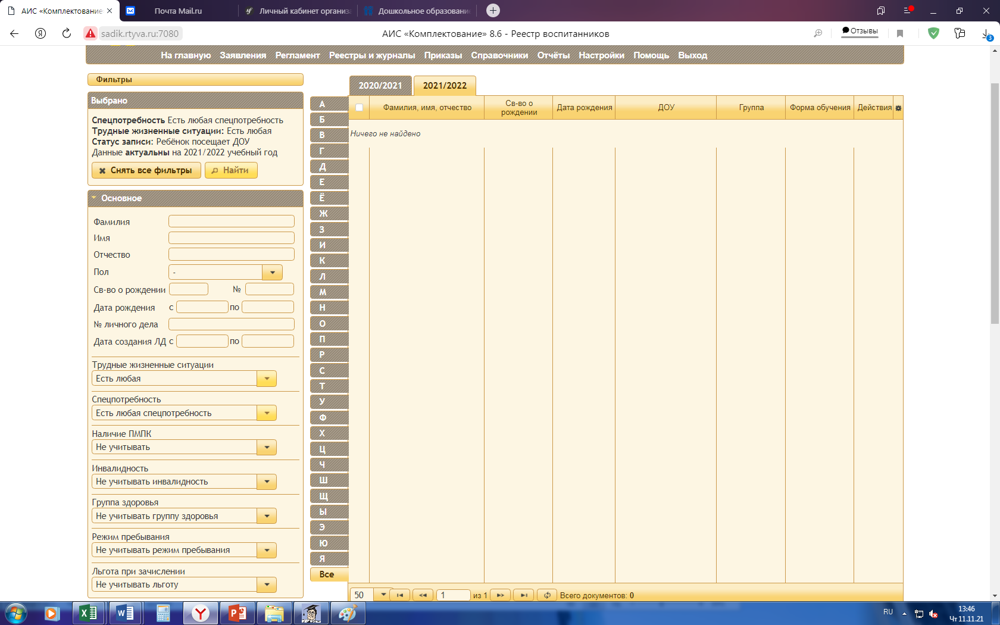 АИС «Комплектование»
Почта Mail.ru
Личный кабинет организа
Дошкольное образование
sadik.rtyva.ru:7080
АИС «Комплектование» 8.6 - Реестр воспитанников
Отзывы
3
На главную Заявления Регламент Реестры и журналы Приказы Справочники Отчёты Настройки Помощь Выход
Фильтры
Выбрано
Спецпотребность Есть любая спецпотребность
Трудные жизненные ситуации: Есть любая
Статус записи: Ребёнок посещает ДОУ
Данные актуальны на 2021/2022 учебный год
Снять все фильтры Найти
Основное
Фамилия
Имя
Отчество
Пол -
Св-во о рождении №
Дата рождения с по
№ личного дела
Дата создания ЛД с по
Трудные жизненные ситуации
Есть любая
Спецпотребность
Есть любая спецпотребность
Наличие ПМПК
Не учитывать
Инвалидность
Не учитывать инвалидность
Группа здоровья
Не учитывать группу здоровья
Режим пребывания
Не учитывать режим пребывания
Льгота при зачислении
Не учитывать льготу
А
Б
В
Г
Д
Е
Ё
Ж
З
И
К
Л
М
Н
О
П
Р
С
Т
У
Ф
Х
Ц
Ч
Ш
Щ
Ы
Э
Ю
Я
Все
2020/2021 2021/2022
Фамилия, имя, отчество Св-во о рождении Дата рождения ДОУ Группа Форма обучения Действия
Ничего не найдено
50 1 из 1 Всего документов: 0
RU
13:46
Чт 11.11.21